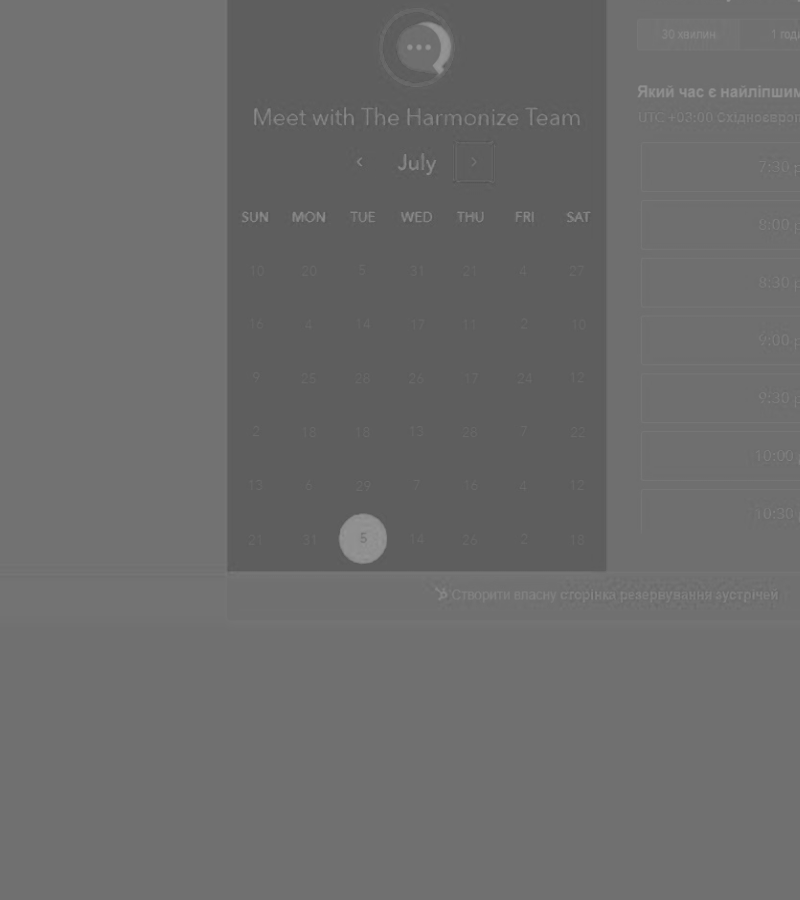 30 хвилин 1 годи
Meet with The Harmonize Team
Який час є найліпшим
UTC +03:00 Східноєвроп
July
7:30 p
SUN MON TUE WED THU FRI SAT
8:00 p
10 20 5 31 21 4 27
8:30 p
16 4 14 17 11 2 10
9:00 p
9 25 28 26 17 24 12
9:30 p
2 18 18 13 28 7 22
10:00 p
13 6 29 7 16 4 12
10:30 p
21 31 5 14 26 2 18
Створити власну сторінка резервування зустрічей